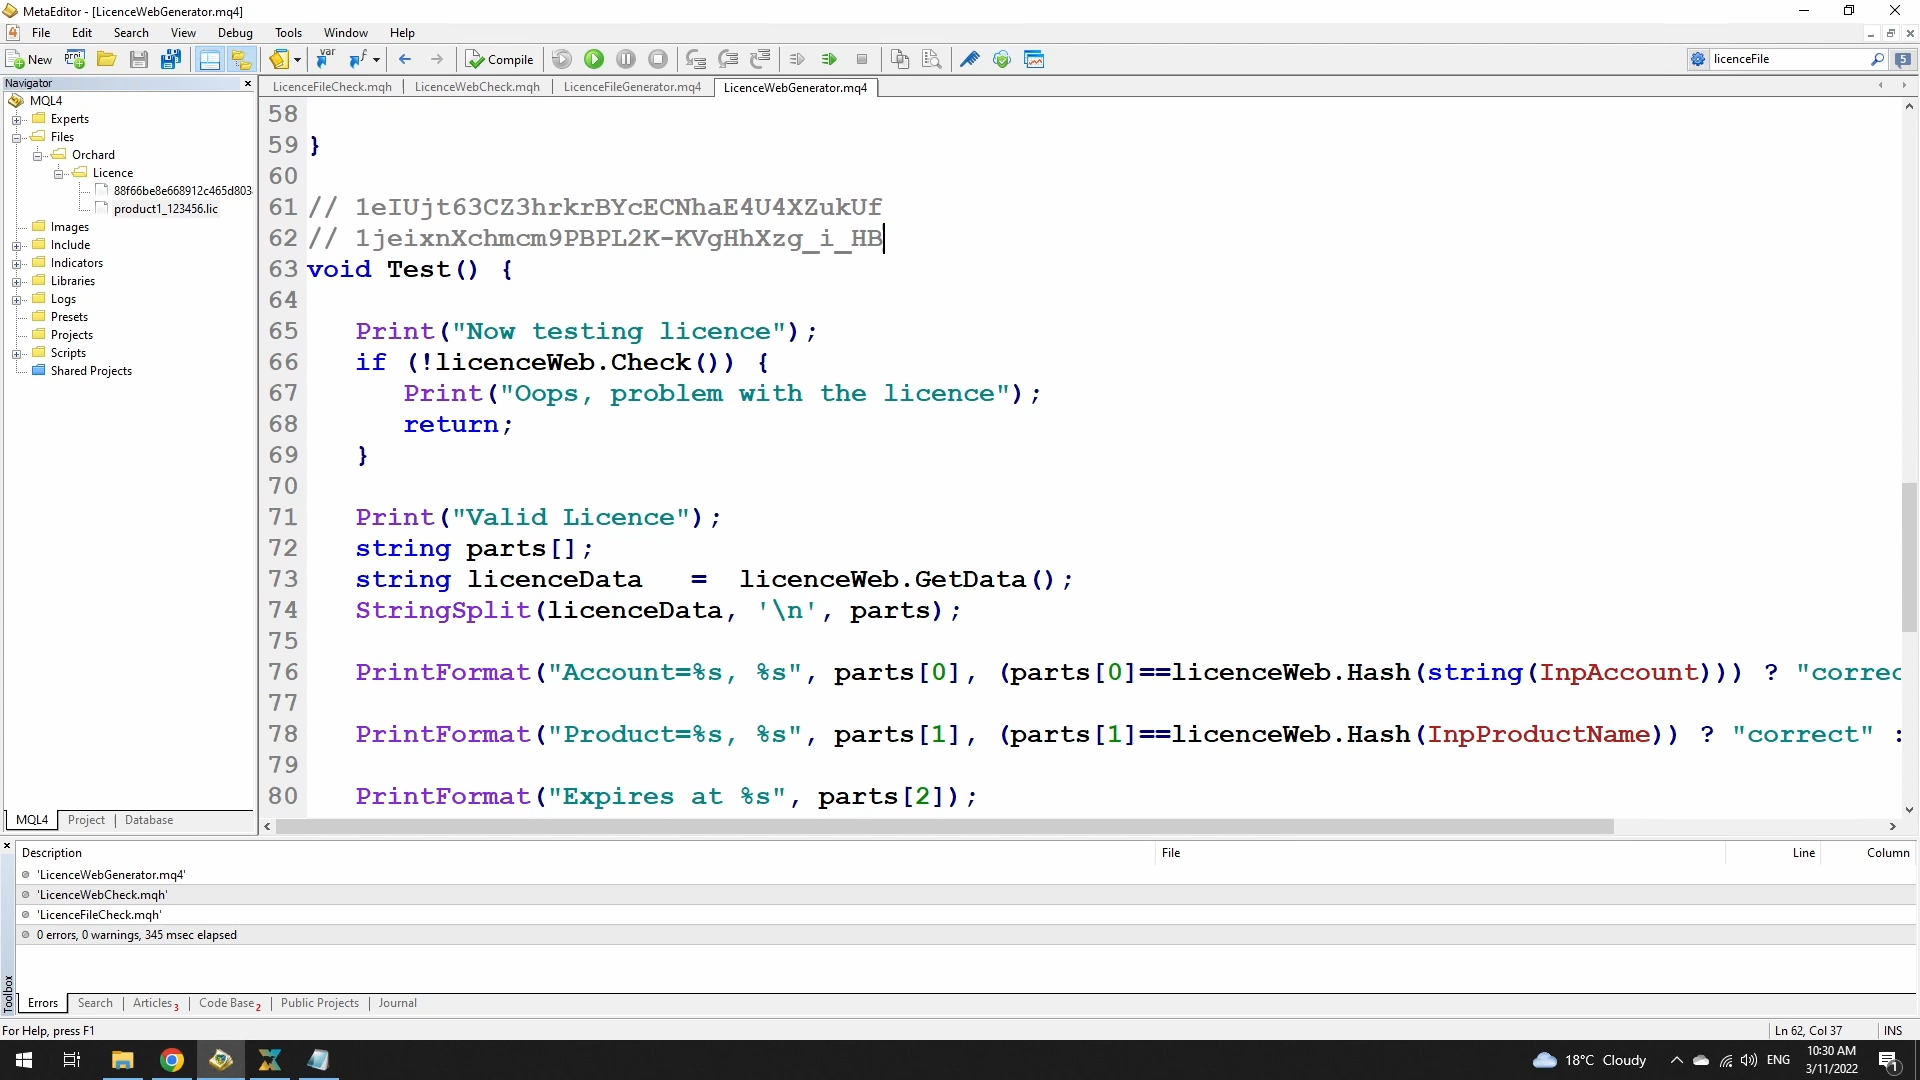 MetaEditor - [LicenceWebGenerator.mq4]
File Edit Search View Debug Tools Window Help
New Compile licenceFile 5
Navigator
MQL4
Experts
Files
Orchard
Licence
88f66be8e668912c465d803
product1_123456.lic
Images
Include
Indicators
Libraries
Logs
Presets
Projects
Scripts
Shared Projects
MQL4 Project Database
LicenceFileCheck.mqh LicenceWebCheck.mqh LicenceFileGenerator.mq4 LicenceWebGenerator.mq4
58
59 }
60
61 // 1eIUjt63CZ3hrkrBYcECNhaE4U4XZukUf
62 // 1jeixnXchmcm9PBPL2K-KVgHhXzg_i_HB
63 void Test() {
64
65 Print("Now testing licence");
66 if (!licenceWeb.Check()) {
67 Print("Oops, problem with the licence");
68 return;
69 }
70
71 Print("Valid Licence");
72 string parts[];
73 string licenceData = licenceWeb.GetData();
74 StringSplit(licenceData, '\n', parts);
75
76 PrintFormat("Account=%s, %s", parts[0], (parts[0]==licenceWeb.Hash(string(InpAccount))) ? "correc
77
78 PrintFormat("Product=%s, %s", parts[1], (parts[1]==licenceWeb.Hash(InpProductName)) ? "correct" :
79
80 PrintFormat("Expires at %s", parts[2]);
Description File Line Column
'LicenceWebGenerator.mq4'
'LicenceWebCheck.mqh'
'LicenceFileCheck.mqh'
0 errors, 0 warnings, 345 msec elapsed
Toolbox
Errors Search Articles 3 Code Base 2 Public Projects Journal
For Help, press F1 Ln 62, Col 37 INS
18°C Cloudy ENG 10:30 AM
3/11/2022 1